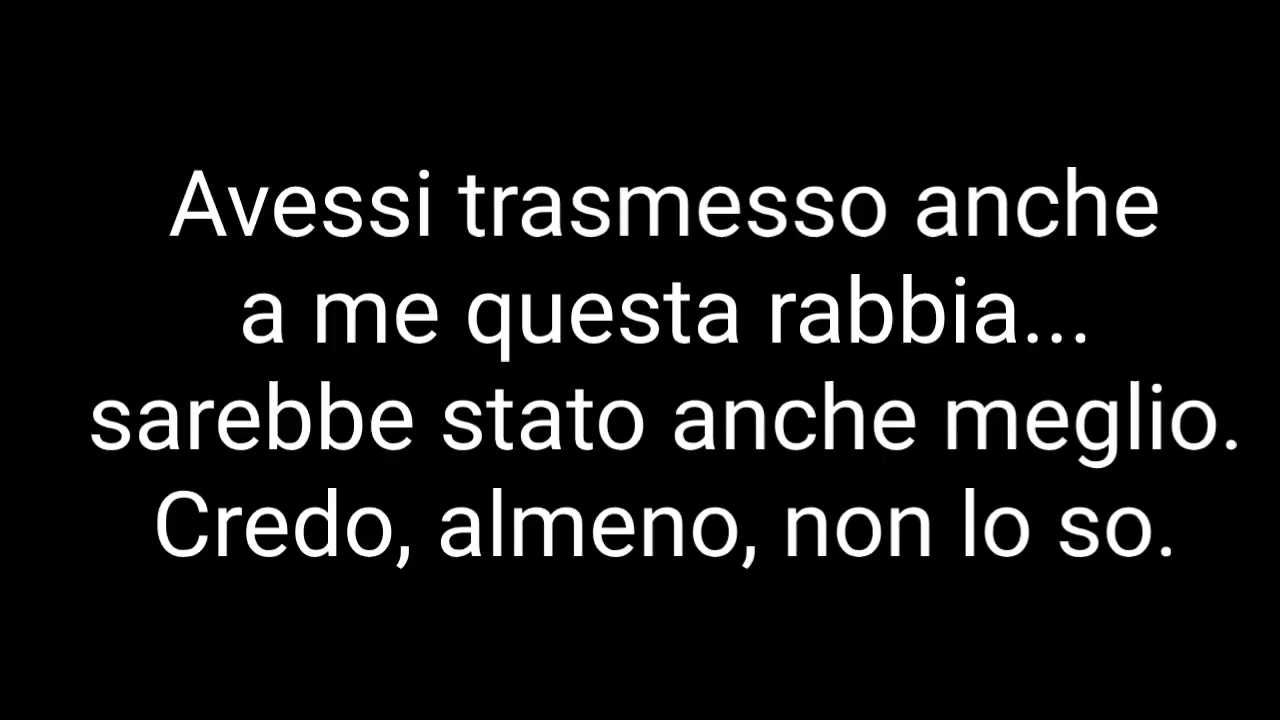 Avessi trasmesso anche
a me questa rabbia...
sarebbe stato anche meglio.
Credo, almeno, non lo so.